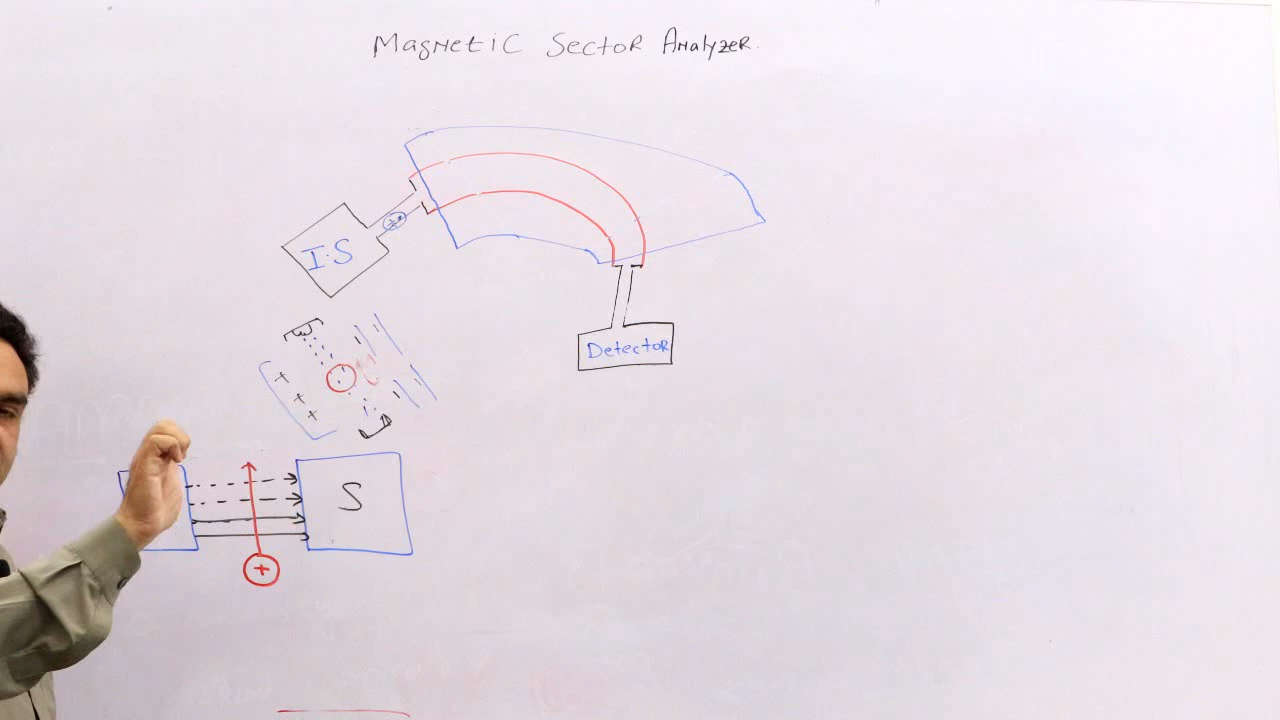 MagNetiC SectoR ANalyzeR.
I.S
Detector
+
+
+
S
+